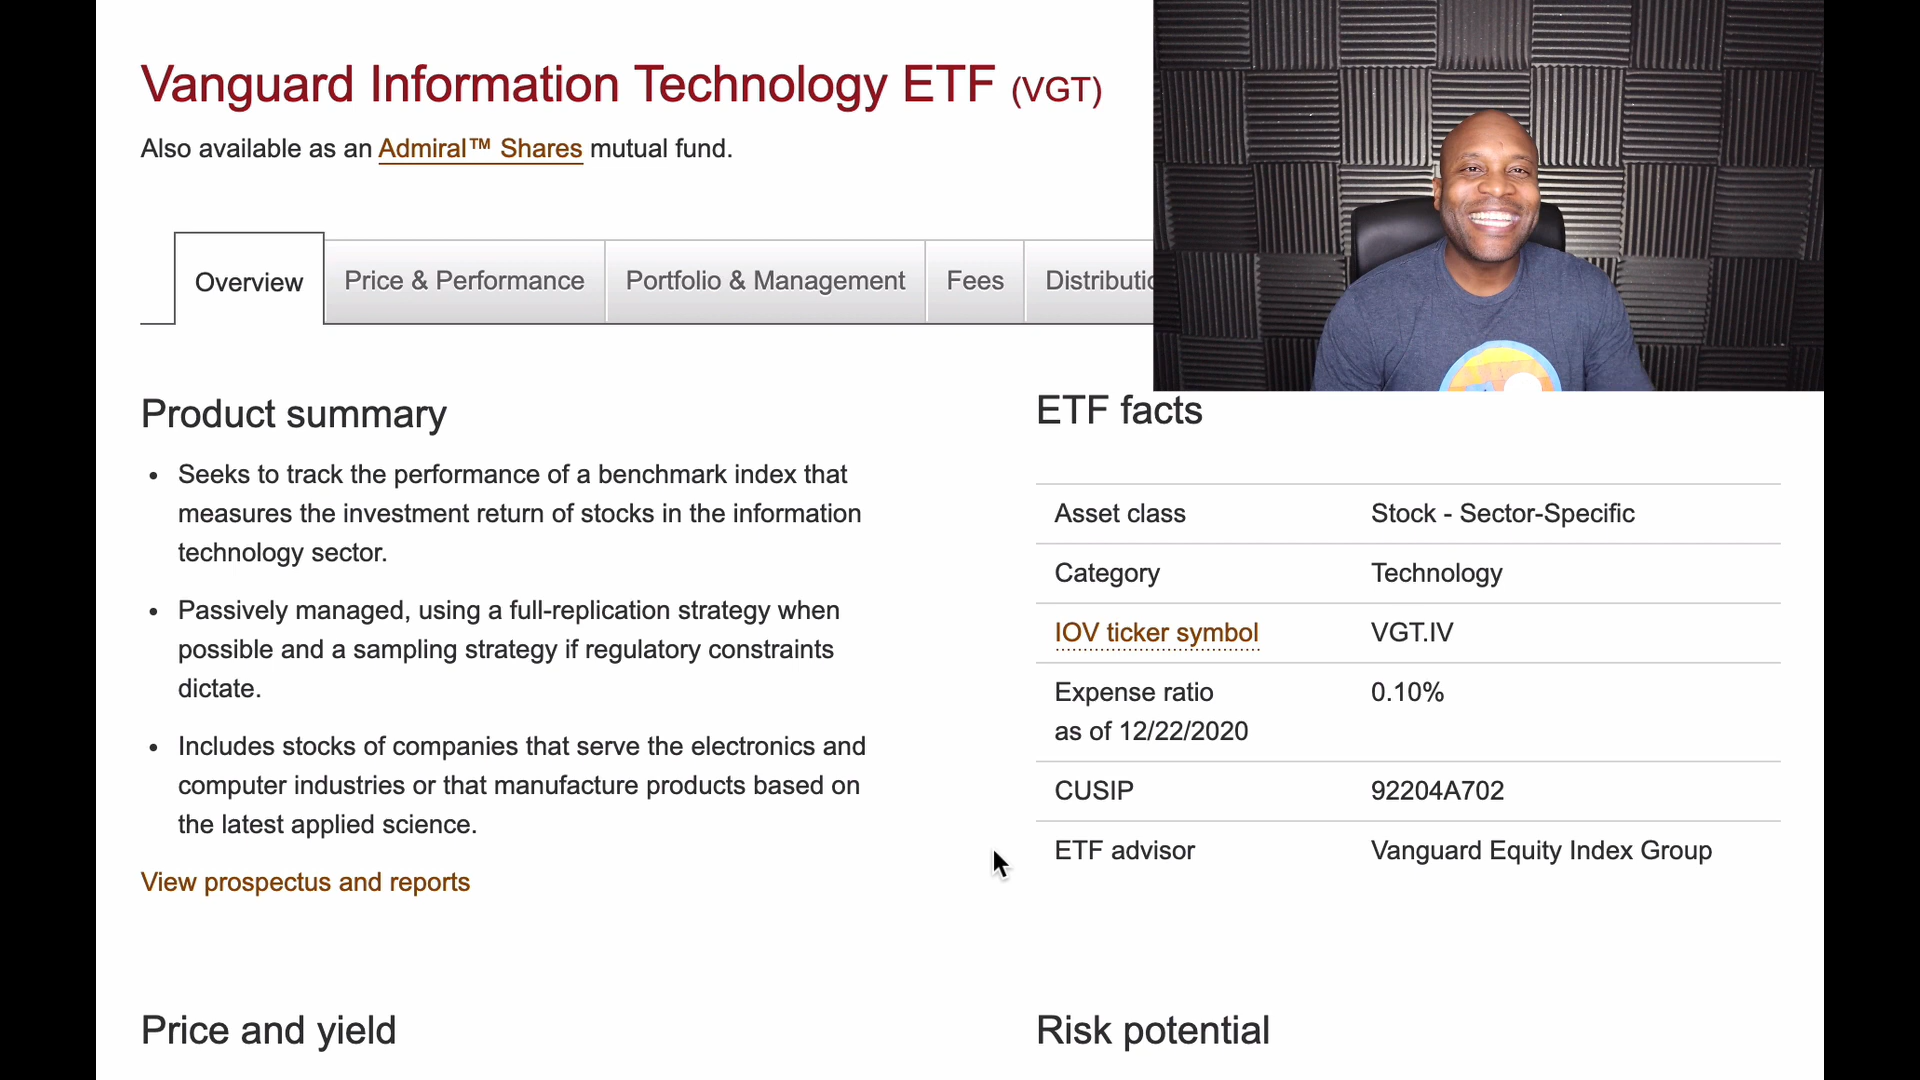 Vanguard Information Technology ETF (VGT)
Also available as an Admiral™ Shares mutual fund.
Overview
Price & Performance
Portfolio & Management
Fees
Product summary
• Seeks to track the performance of a benchmark index that
measures the investment return of stocks in the information
technology sector.
• Passively managed, using a full-replication strategy when
possible and a sampling strategy if regulatory constraints
dictate.
• Includes stocks of companies that serve the electronics and
computer industries or that manufacture products based on
the latest applied science.
View prospectus and reports
ETF facts
Asset class Stock - Sector-Specific
Category Technology
IOV ticker symbol VGT.IV
Expense ratio 0.10%
as of 12/22/2020
CUSIP 92204A702
ETF advisor Vanguard Equity Index Group
Price and yield
Risk potential